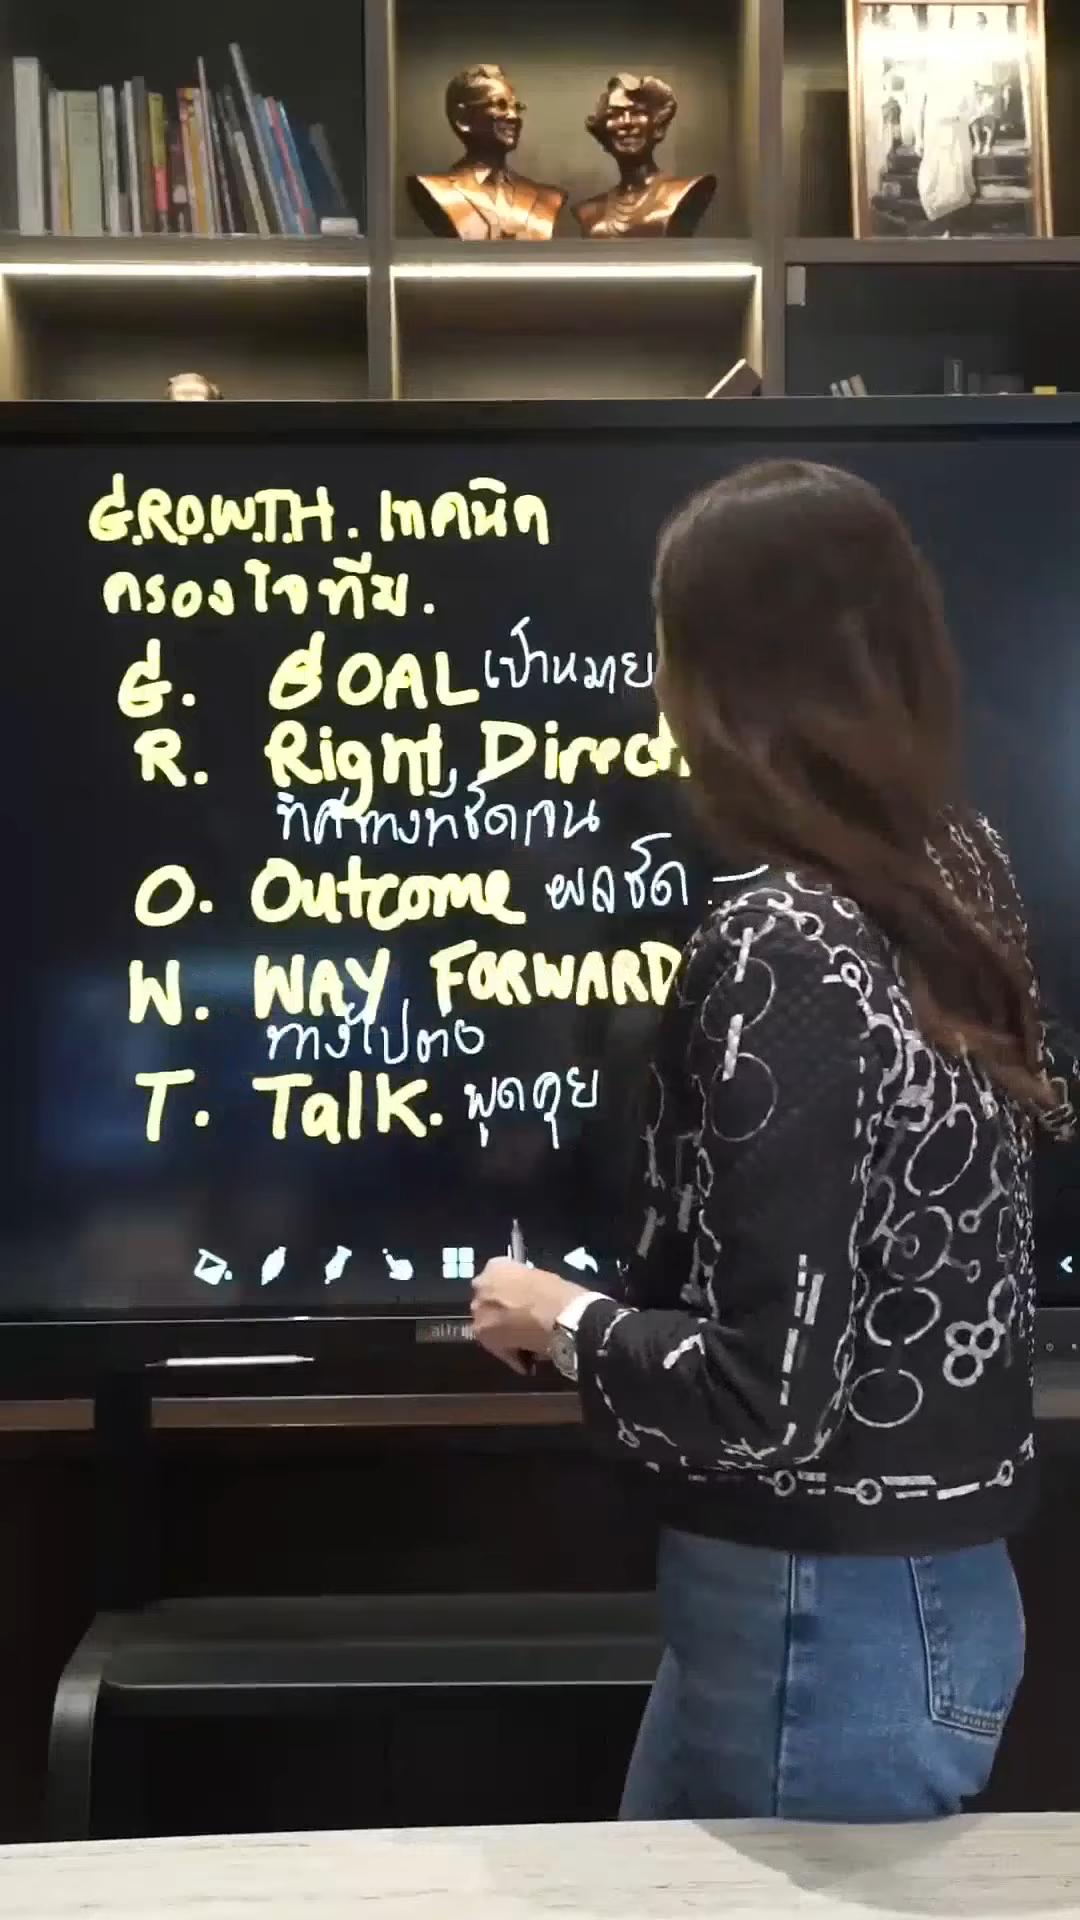 G.R.O.W.T.H. เทคนิค
ครองใจทีม.
G. GOAL เป้าหมาย
R. Right Direct
ทิศทางที่ชัดเจน
O. Outcome ผลชัด
W. WAY FORWARD
ทางไปต่อ
T. Talk. พูดคุย